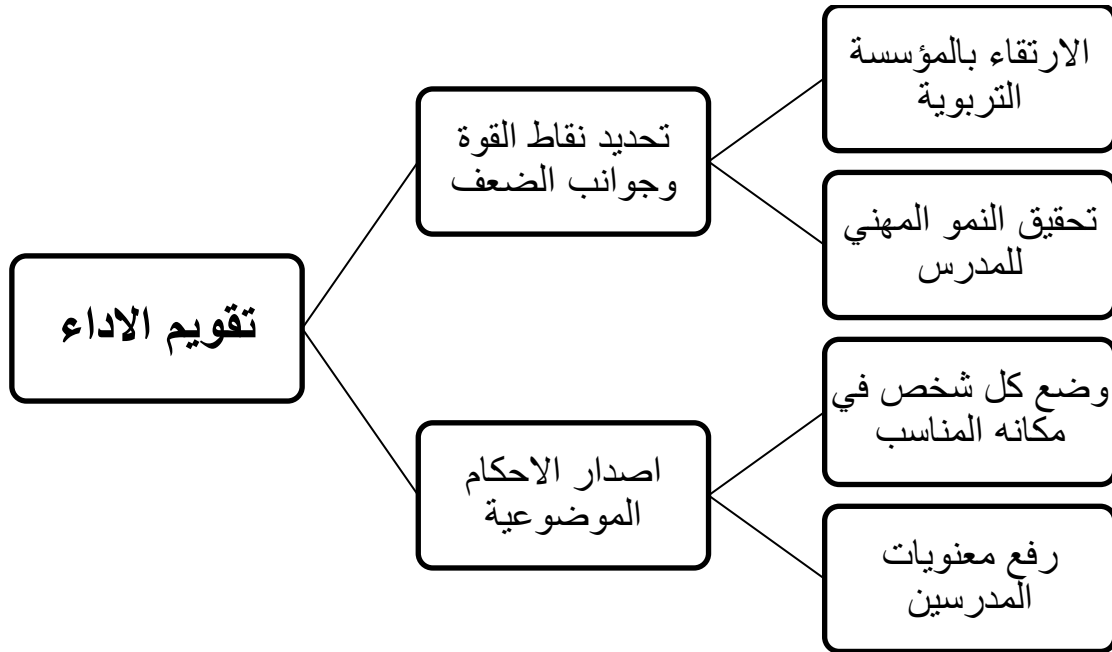 تقويم الاداء
تحديد نقاط القوة
وجوانب الضعف
الارتقاء بالمؤسسة
التربوية
تحقيق النمو المهني
للمدرس
اصدار الاحكام
الموضوعية
وضع كل شخص في
مكانه المناسب
رفع معنويات
المدرسين